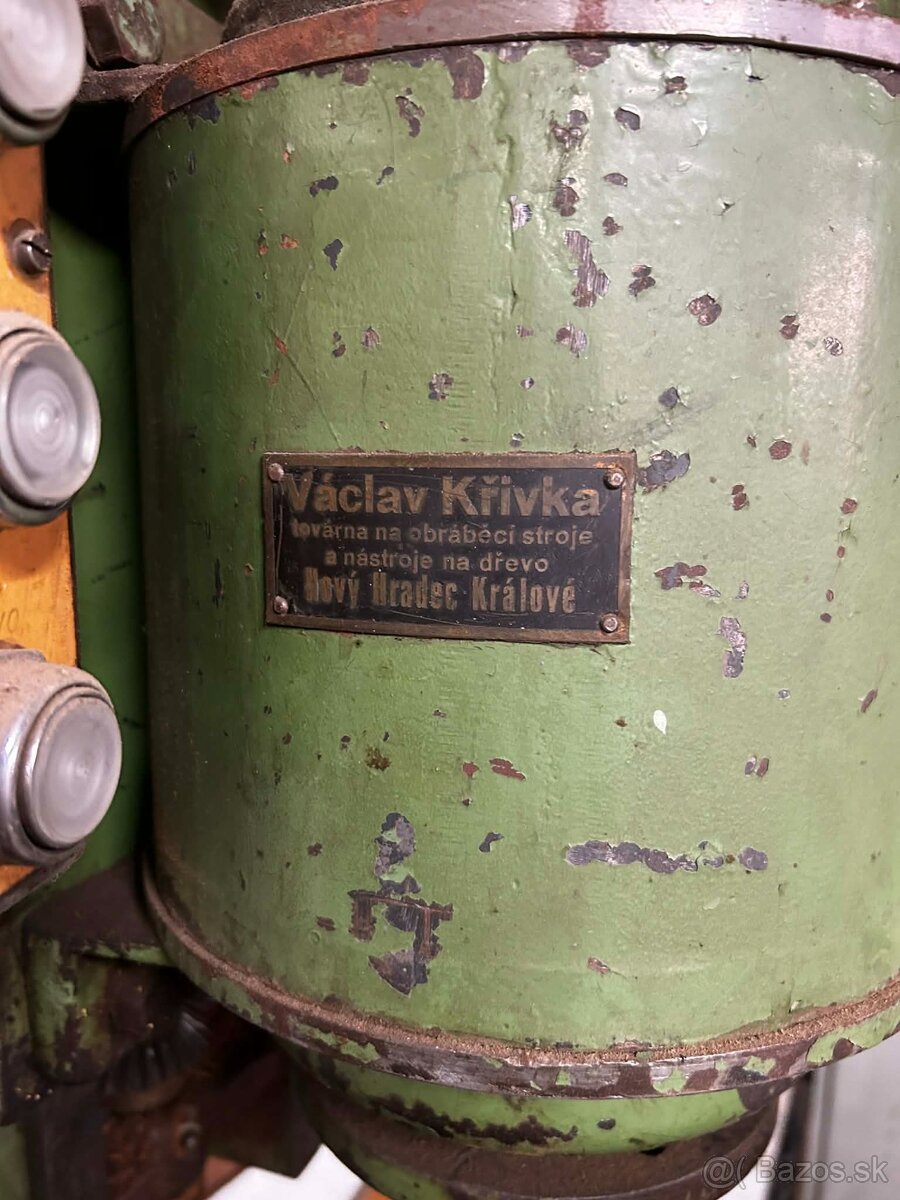 Václav Křivka
továrna na obráběcí stroje
a nástroje na dřevo
Nový Hradec Králové
Bazos.sk